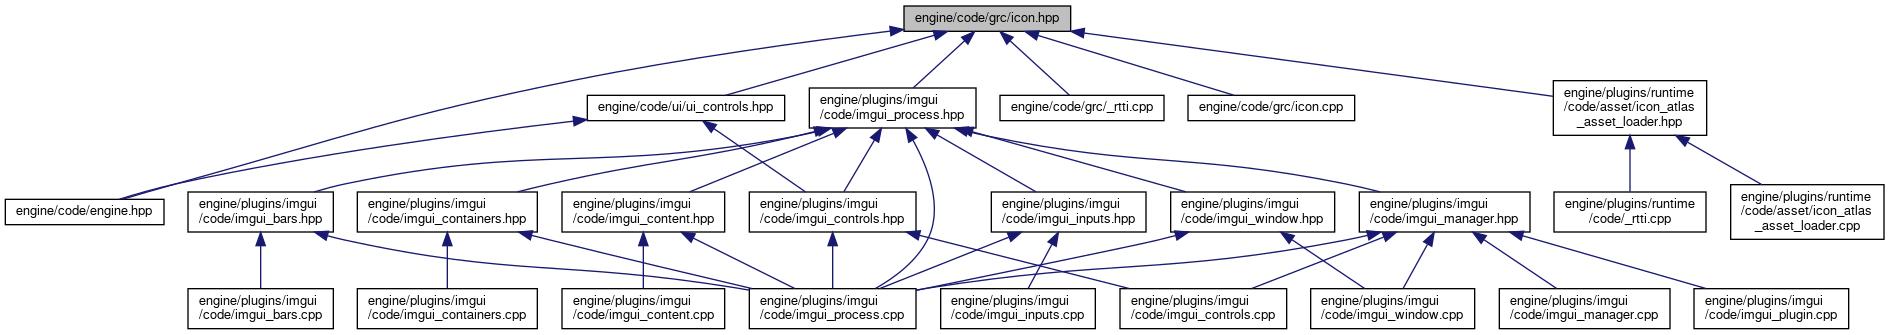 engine/code/grc/icon.hpp
engine/code/ui/ui_controls.hpp
engine/plugins/imgui
/code/imgui_process.hpp
engine/code/grc/_rtti.cpp
engine/code/grc/icon.cpp
engine/plugins/runtime
/code/asset/icon_atlas
_asset_loader.hpp
engine/code/engine.hpp
engine/plugins/imgui
/code/imgui_bars.hpp
engine/plugins/imgui
/code/imgui_containers.hpp
engine/plugins/imgui
/code/imgui_content.hpp
engine/plugins/imgui
/code/imgui_controls.hpp
engine/plugins/imgui
/code/imgui_inputs.hpp
engine/plugins/imgui
/code/imgui_window.hpp
engine/plugins/imgui
/code/imgui_manager.hpp
engine/plugins/runtime
/code/_rtti.cpp
engine/plugins/runtime
/code/asset/icon_atlas
_asset_loader.cpp
engine/plugins/imgui
/code/imgui_bars.cpp
engine/plugins/imgui
/code/imgui_containers.cpp
engine/plugins/imgui
/code/imgui_content.cpp
engine/plugins/imgui
/code/imgui_process.cpp
engine/plugins/imgui
/code/imgui_inputs.cpp
engine/plugins/imgui
/code/imgui_controls.cpp
engine/plugins/imgui
/code/imgui_window.cpp
engine/plugins/imgui
/code/imgui_manager.cpp
engine/plugins/imgui
/code/imgui_plugin.cpp